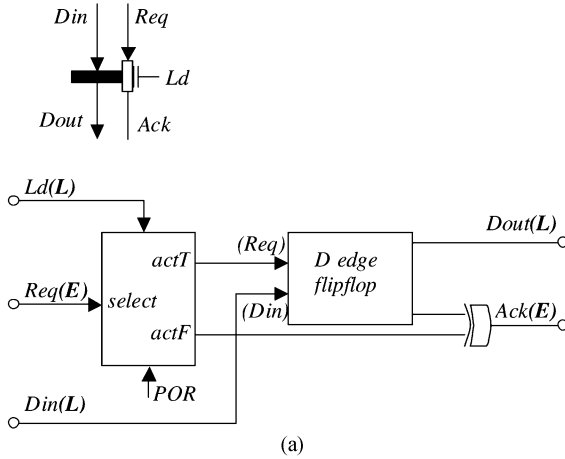 Din
Req
Ld
Dout
Ack
Ld(L)
Dout(L)
actT
(Req)
D edge
flipflop
Req(E)
select
(Din)
Ack(E)
actF
POR
Din(L)
(a)